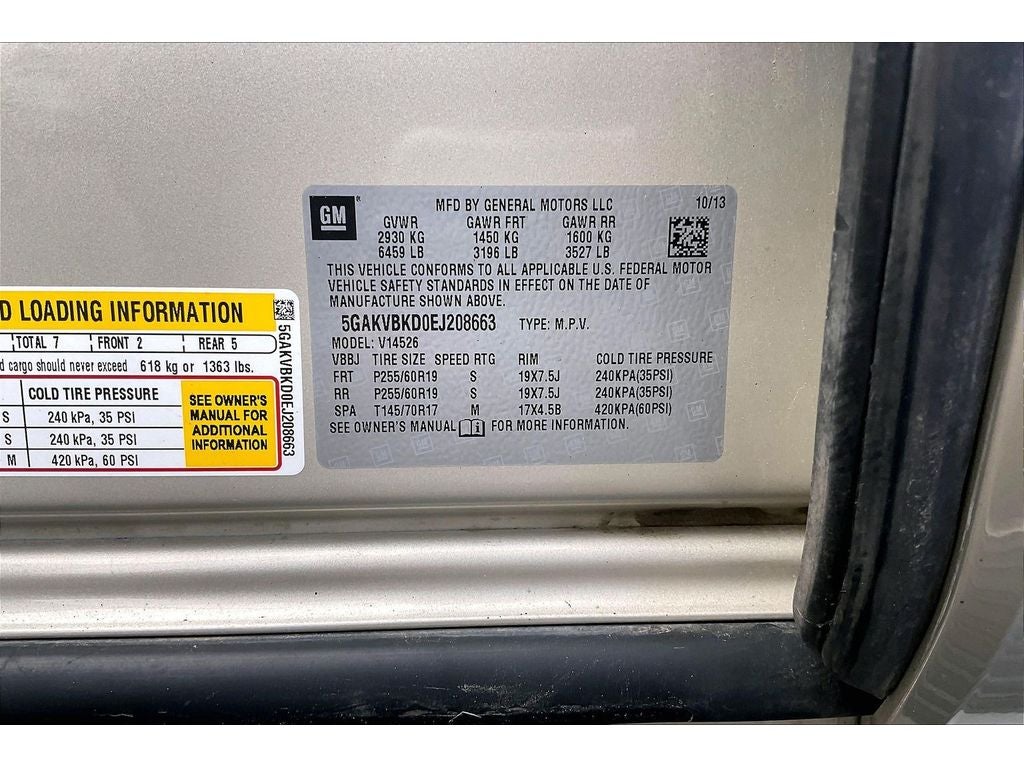 GM
MFD BY GENERAL MOTORS LLC 10/13
GVWR GAWR FRT GAWR RR
2930 KG 1450 KG 1600 KG
6459 LB 3196 LB 3527 LB
THIS VEHICLE CONFORMS TO ALL APPLICABLE U.S. FEDERAL MOTOR
VEHICLE SAFETY STANDARDS IN EFFECT ON THE DATE OF
MANUFACTURE SHOWN ABOVE.
5GAKVBKD0EJ208663 TYPE: M.P.V.
MODEL: V14526
VBBJ TIRE SIZE SPEED RTG RIM COLD TIRE PRESSURE
FRT P255/60R19 S 19X7.5J 240KPA(35PSI)
RR P255/60R19 S 19X7.5J 240KPA(35PSI)
SPA T145/70R17 M 17X4.5B 420KPA(60PSI)
SEE OWNER'S MANUAL FOR MORE INFORMATION.
D LOADING INFORMATION
TOTAL 7 FRONT 2 REAR 5
d cargo should never exceed 618 kg or 1363 lbs.
COLD TIRE PRESSURE
S 240 kPa, 35 PSI
S 240 kPa, 35 PSI
M 420 kPa, 60 PSI
SEE OWNER'S
MANUAL FOR
ADDITIONAL
INFORMATION
5GAKVBKD0EJ208663